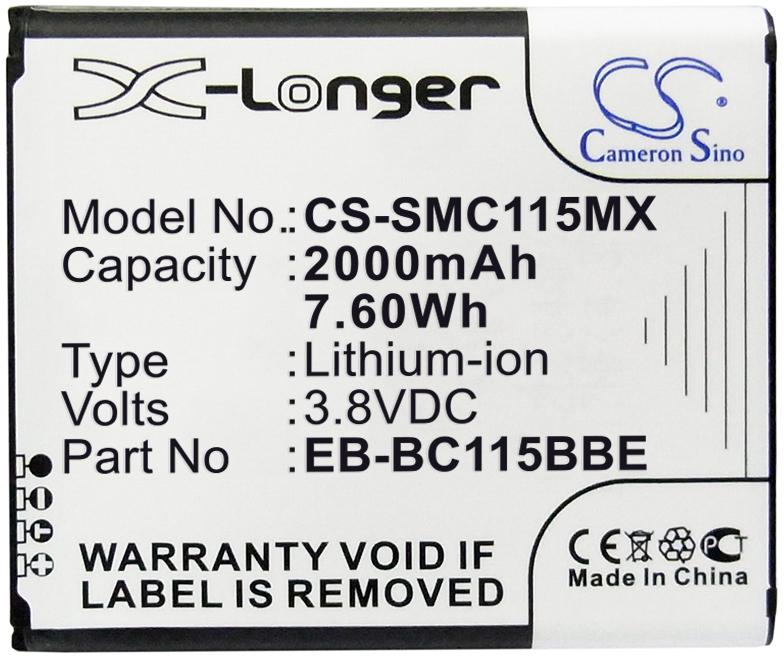 X-Longer
CS
Cameron Sino
Model No.: CS-SMC115MX
Capacity : 2000mAh
7.60Wh
Type : Lithium-ion
Volts : 3.8VDC
Part No : EB-BC115BBE
WARRANTY VOID IF
LABEL IS REMOVED
CE PCT
Made In China